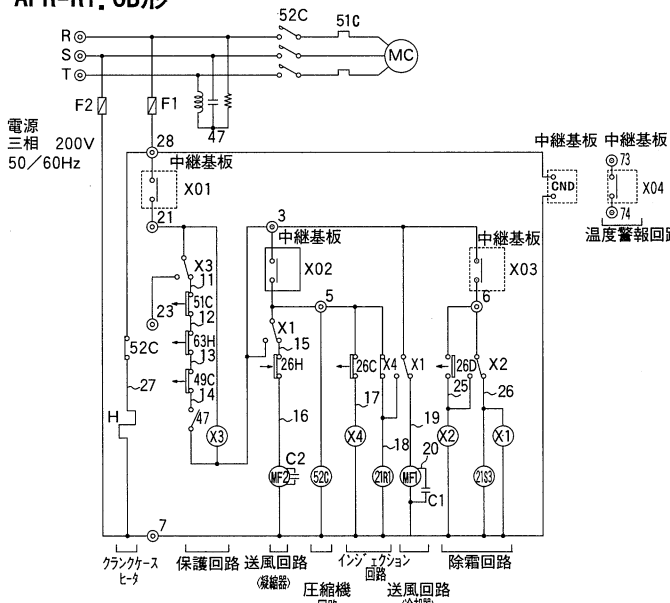 52C 51C
R
S MC
T
F2 F1
47
電源
三相 200V
50/60Hz
28
中継基板 中継基板 中継基板
73
X01 CND X04
74
21 3 温度警報回
中継基板 中継基板
X3 X02 X03
11
51C 5 6
23 12 X1
63H 15
13 26H 26C X4 X1 26D X2
52C 49C 17 25 26
27 14 16 19
H 47 X3 X4 18 20 X2 X1
C2
MF2 52C 21R1 MF1 21S3
C1
7
クランクケース
ヒータ
保護回路
送風回路
(凝縮器)
圧縮機
インジェクション
回路
送風回路
除霜回路